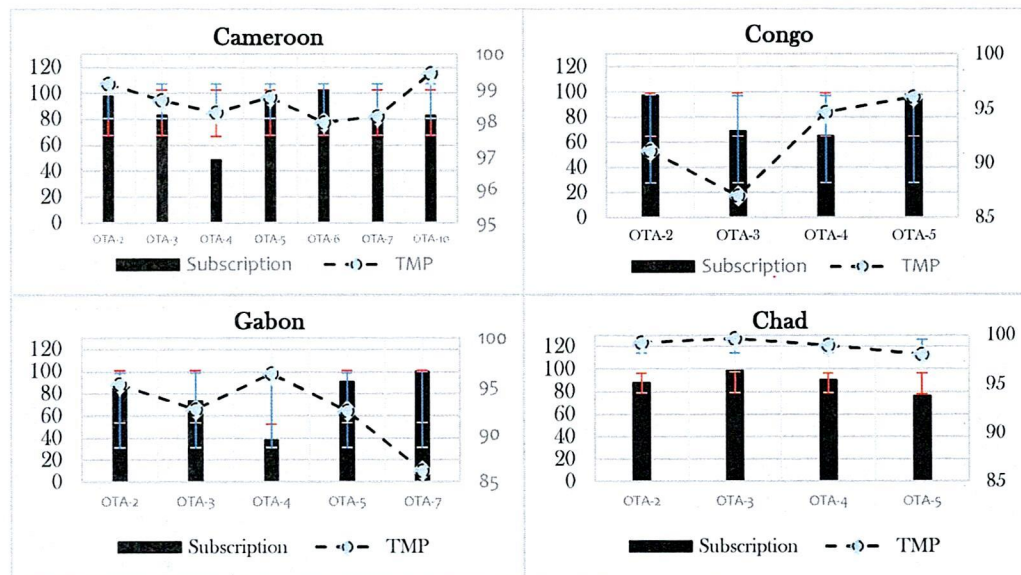 Cameroon
120 100 80 60 40 20 0
100 99 98 97 96 95
OTA-2 OTA-3 OTA-4 OTA-5 OTA-6 OTA-7 OTA-10
Subscription TMP
Congo
120 100 80 60 40 20 0
100 95 90 85
OTA-2 OTA-3 OTA-4 OTA-5
Subscription TMP
Gabon
120 100 80 60 40 20 0
100 95 90 85
OTA-2 OTA-3 OTA-4 OTA-5 OTA-7
Subscription TMP
Chad
120 100 80 60 40 20 0
100 95 90 85
OTA-2 OTA-3 OTA-4 OTA-5
Subscription TMP